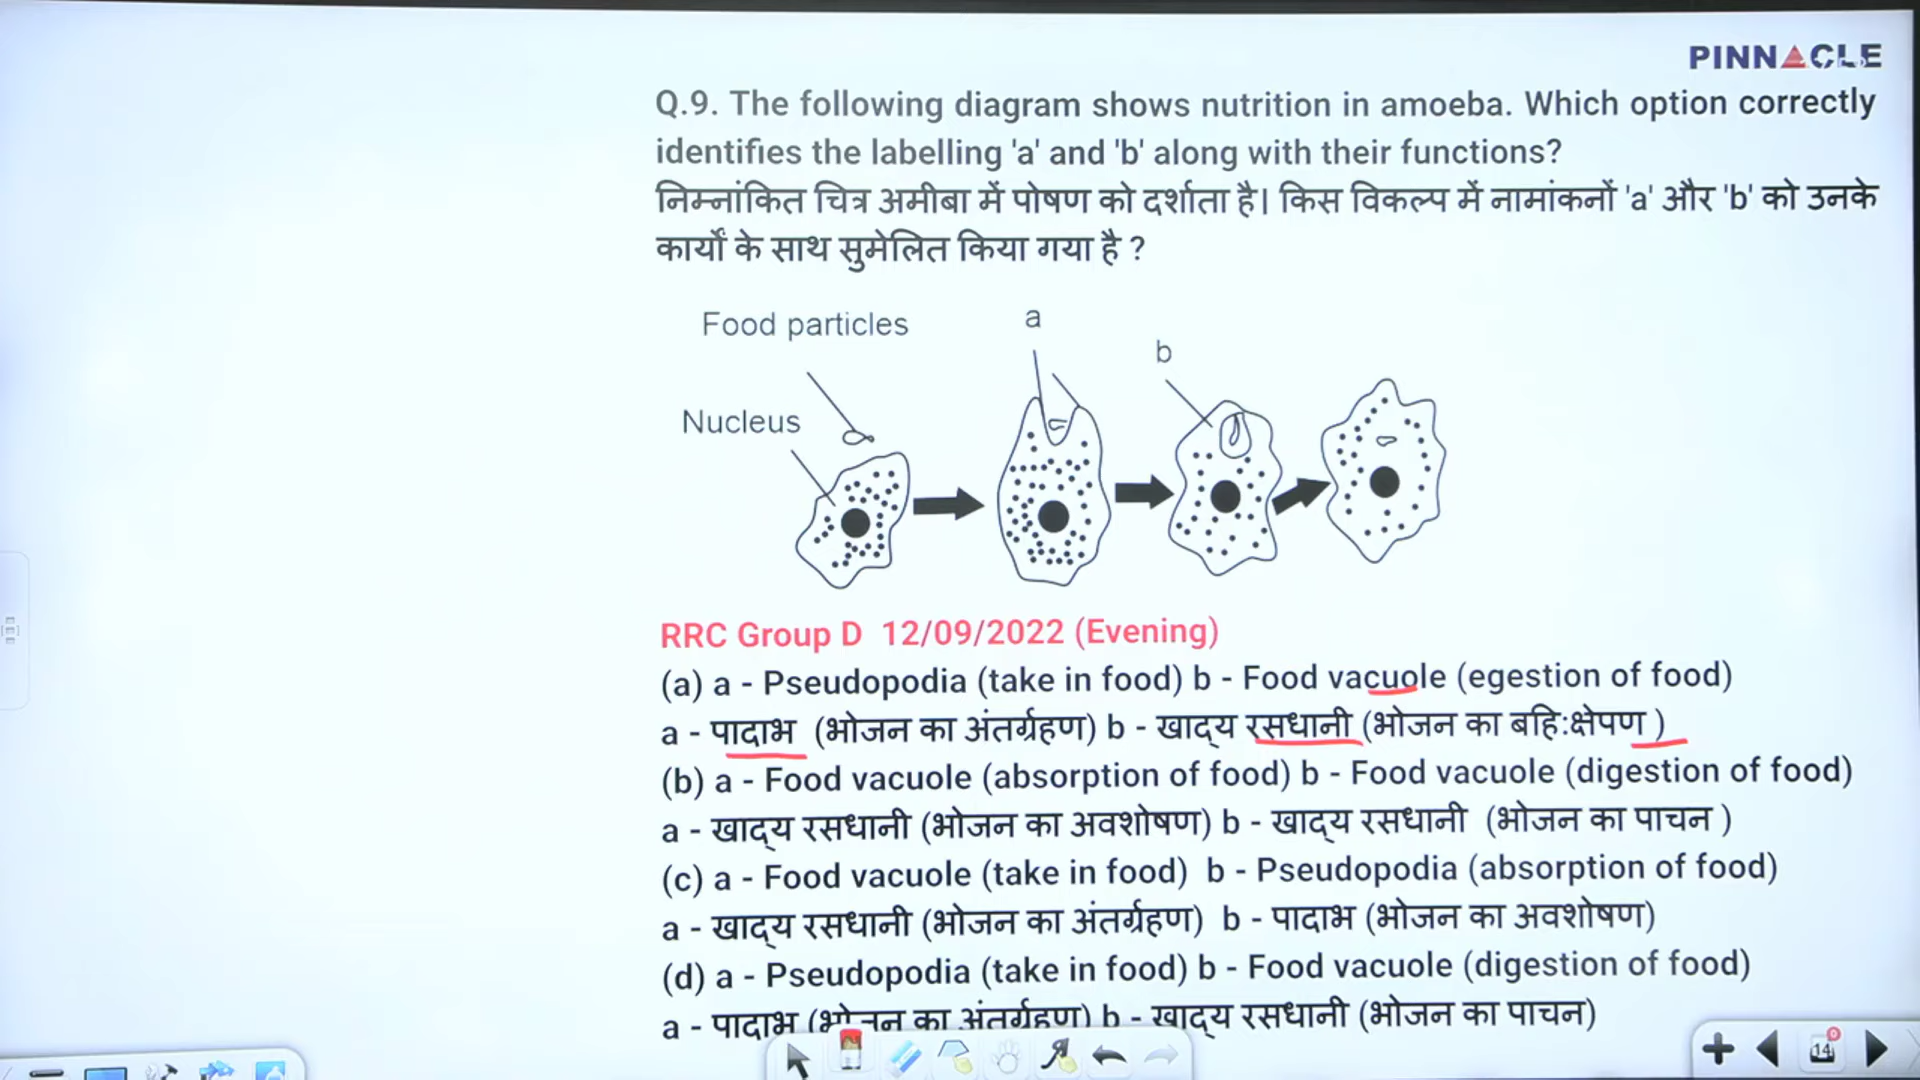 PINNACLE
Q.9. The following diagram shows nutrition in amoeba. Which option correctly
identifies the labelling 'a' and 'b' along with their functions?
निम्नांकित चित्र अमीबा में पोषण को दर्शाता है। किस विकल्प में नामांकनों 'a' और 'b' को उनके
कार्यों के साथ सुमेलित किया गया है ?
Food particles
a
b
Nucleus
RRC Group D 12/09/2022 (Evening)
(a) a - Pseudopodia (take in food) b - Food vacuole (egestion of food)
a - पादाभ (भोजन का अंतर्ग्रहण) b - खाद्य रसधानी (भोजन का बहि:क्षेपण )
(b) a - Food vacuole (absorption of food) b - Food vacuole (digestion of food)
a - खाद्य रसधानी (भोजन का अवशोषण) b - खाद्य रसधानी (भोजन का पाचन )
(c) a - Food vacuole (take in food) b - Pseudopodia (absorption of food)
a - खाद्य रसधानी (भोजन का अंतर्ग्रहण) b - पादाभ (भोजन का अवशोषण)
(d) a - Pseudopodia (take in food) b - Food vacuole (digestion of food)
a - पादाभ (भोजन का अंतर्ग्रहण) b - खाद्य रसधानी (भोजन का पाचन)
14